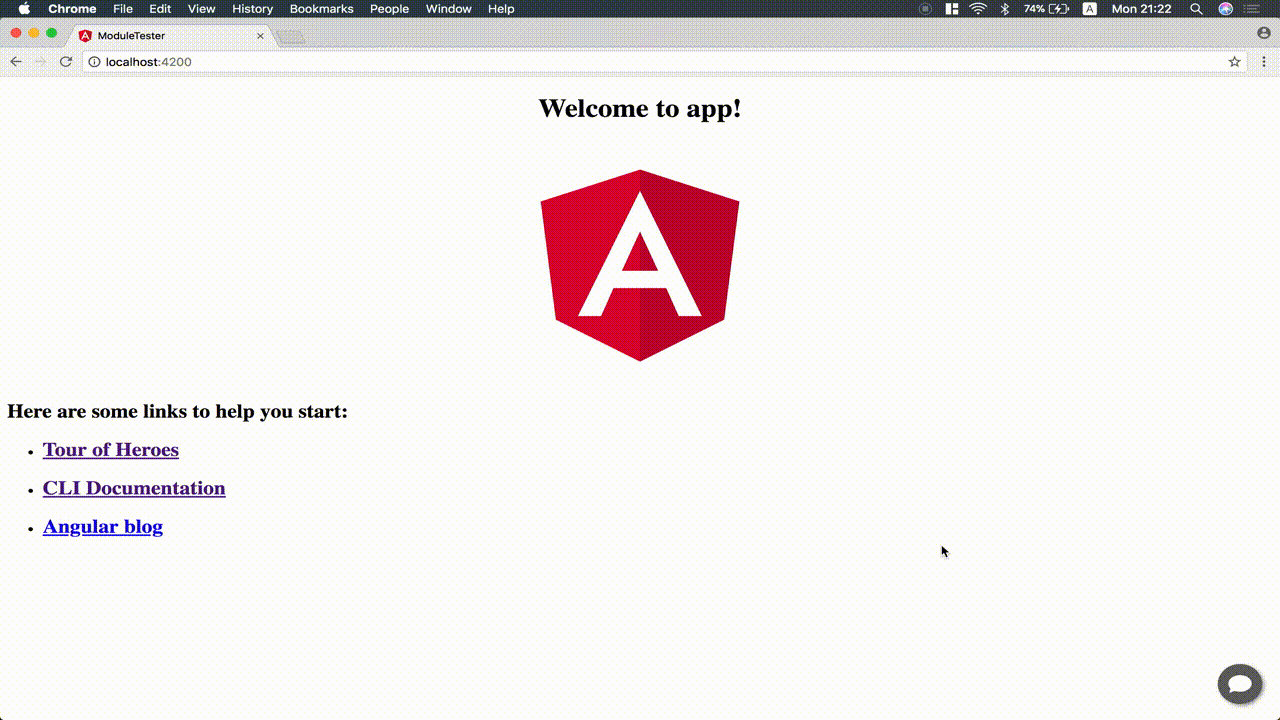 Chrome File Edit View History Bookmarks People Window Help 74% A Mon 21:22
ModuleTester
localhost:4200
Welcome to app!
A
Here are some links to help you start:
Tour of Heroes
CLI Documentation
Angular blog